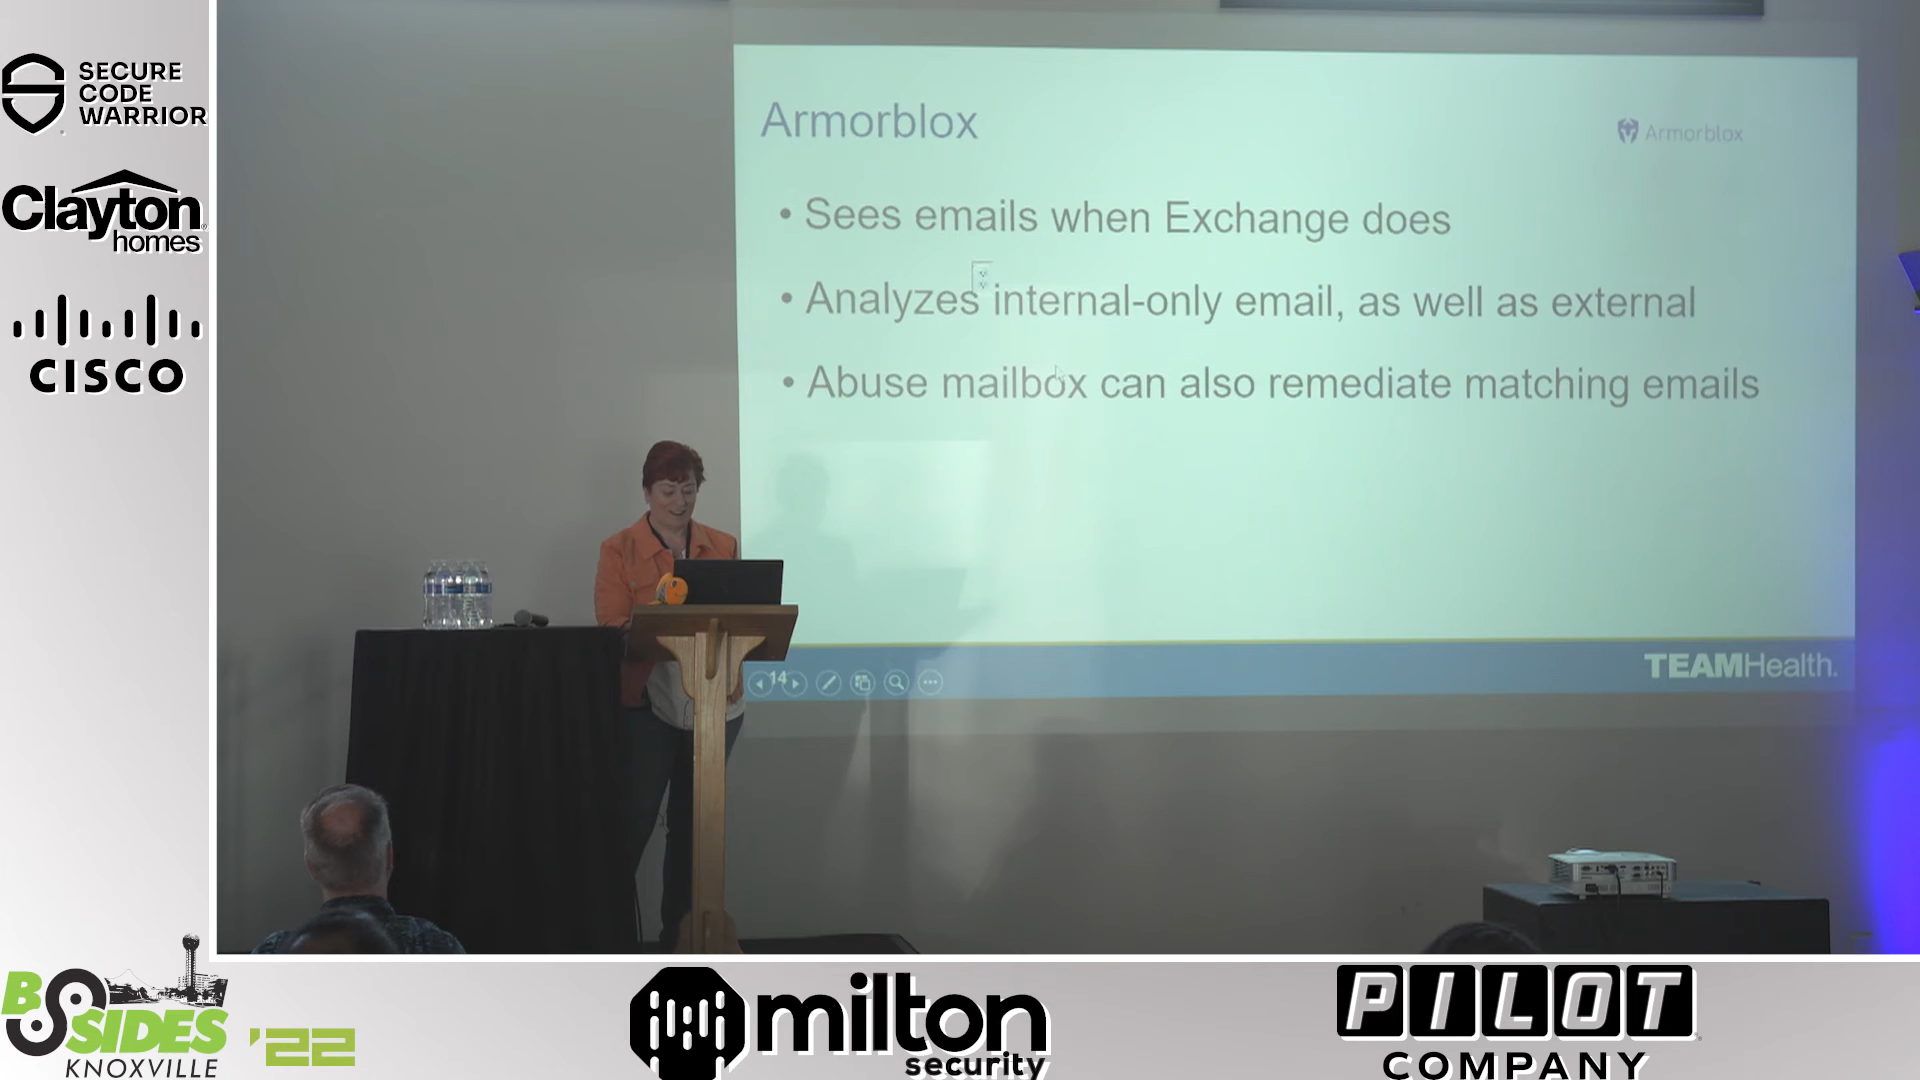 SECURE
CODE
WARRIOR
Clayton
homes
CISCO
Armorblox
Armorblox
• Sees emails when Exchange does
• Analyzes internal-only email, as well as external
• Abuse mailbox can also remediate matching emails
14
TEAMHealth.
BSIDES
KNOXVILLE
'22
milton
security
PILOT
COMPANY